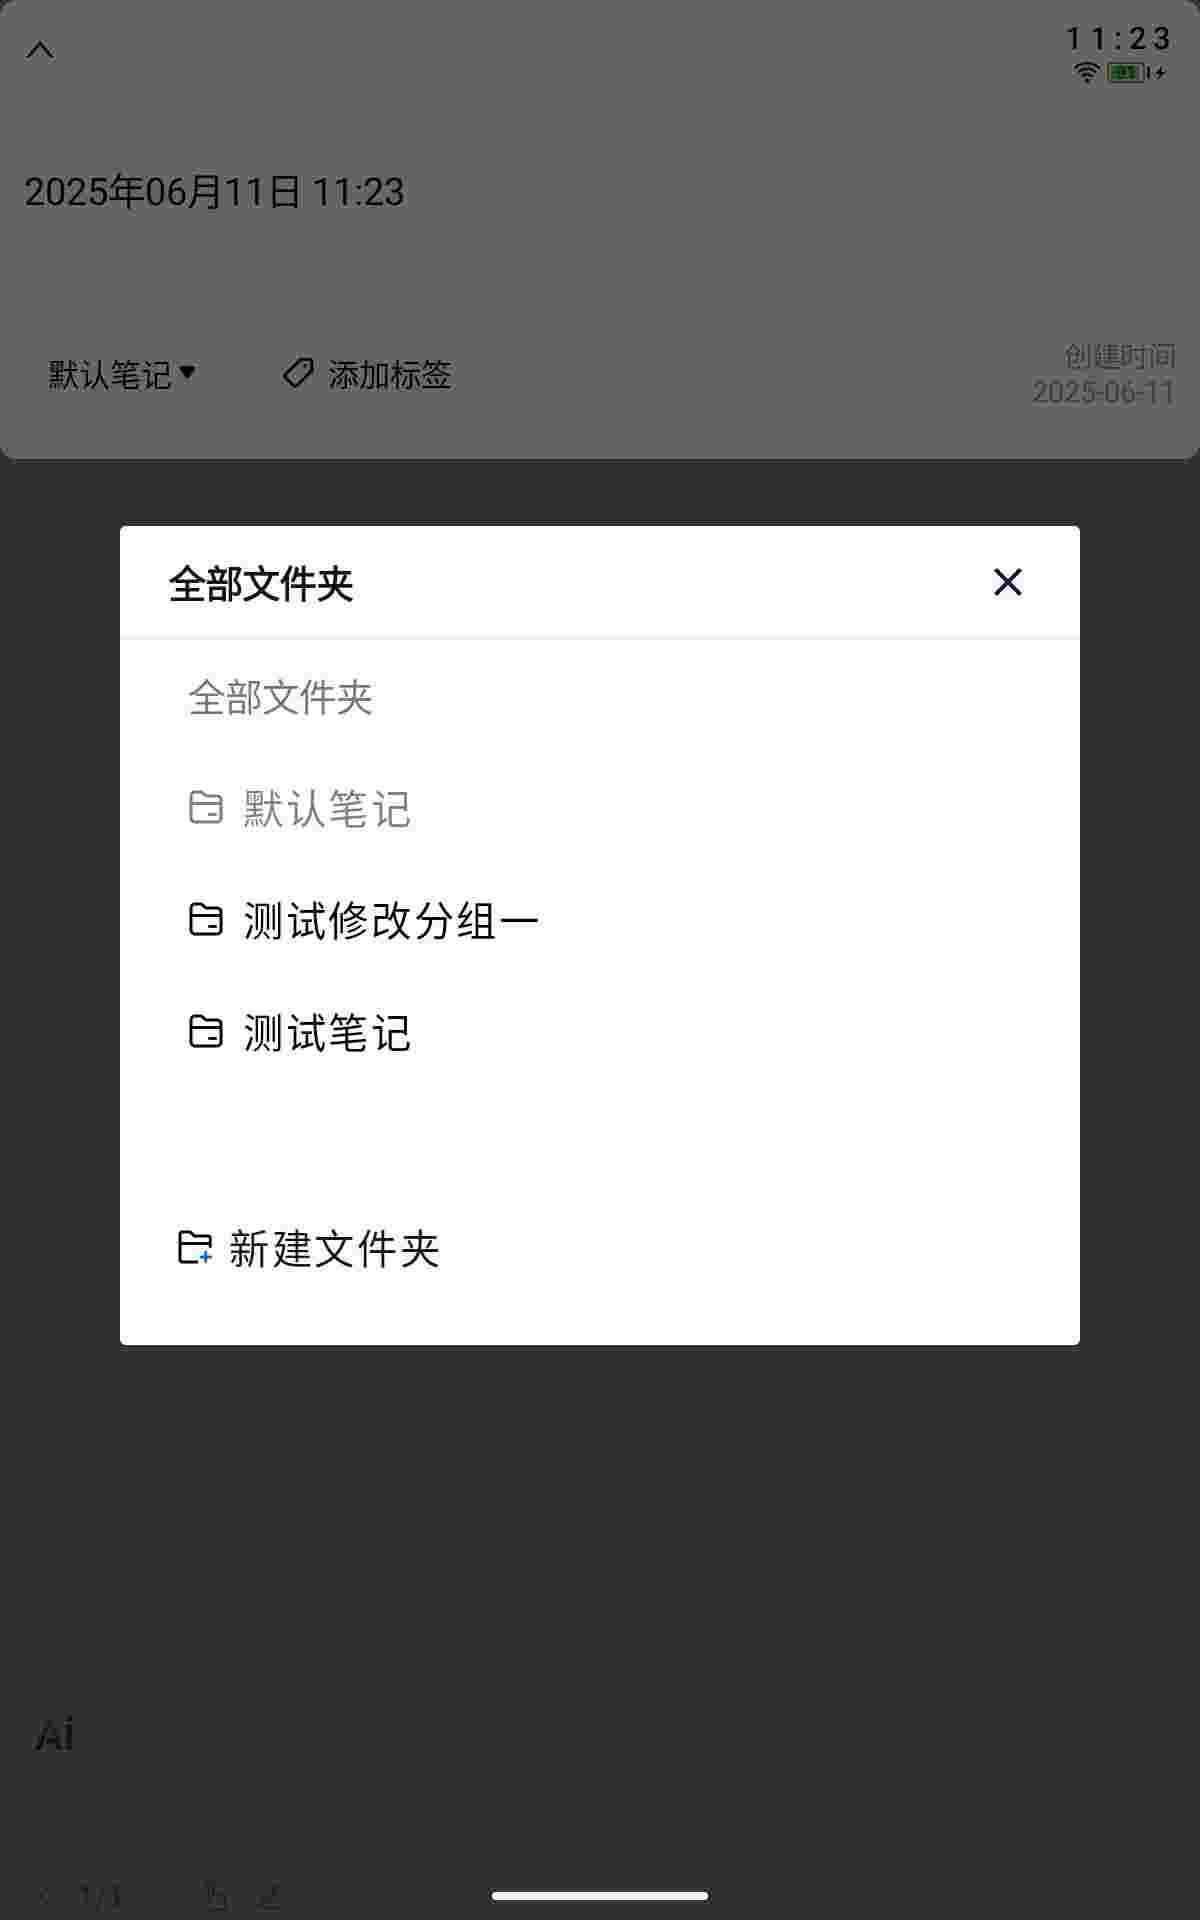 11:23
2025年06月11日 11:23
默认笔记
添加标签
创建时间
2025-06-11
全部文件夹
全部文件夹
默认笔记
测试修改分组一
测试笔记
新建文件夹
Ai
1/1